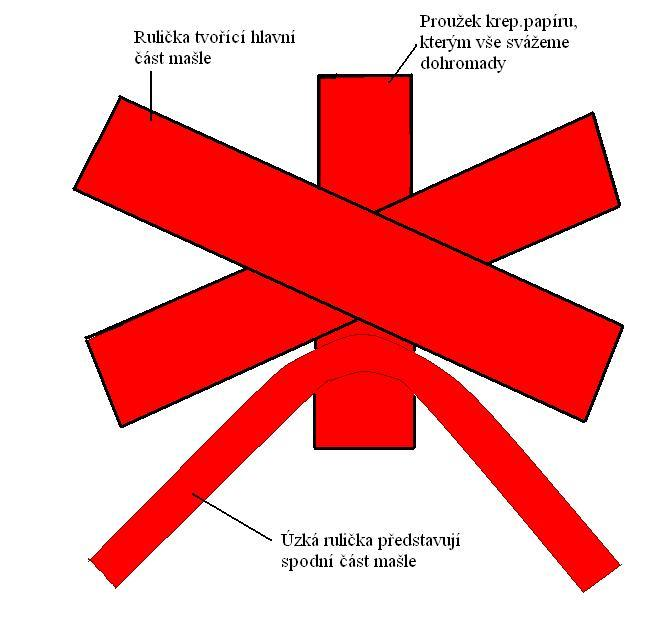 Rulička tvořící hlavní
část mašle
Proužek krep.papíru,
kterým vše svážeme
dohromady
Úzká rulička představují
spodní část mašle